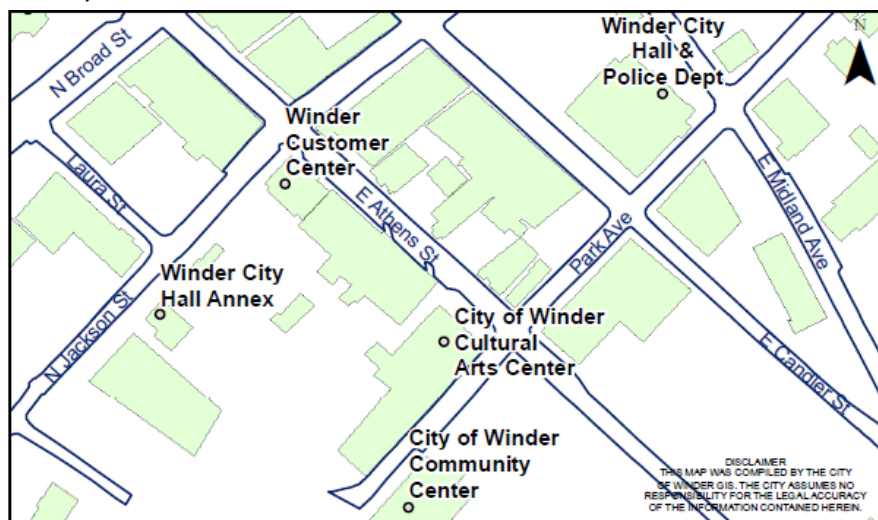 Winder City
Hall &
Police Dept
N
N Broad St
Winder
Customer
Center
Laura St
E Athens St
E Midland Ave
Park Ave
Winder City
Hall Annex
N Jackson St
City of Winder
Cultural
Arts Center
E Candler St
City of Winder
Community
Center
DISCLAIMER
THIS MAP WAS COMPILED BY THE CITY
OF WINDER GIS. THE CITY ASSUMES NO
RESPONSIBILITY FOR THE LEGAL ACCURACY
OF THE INFORMATION CONTAINED HEREIN.